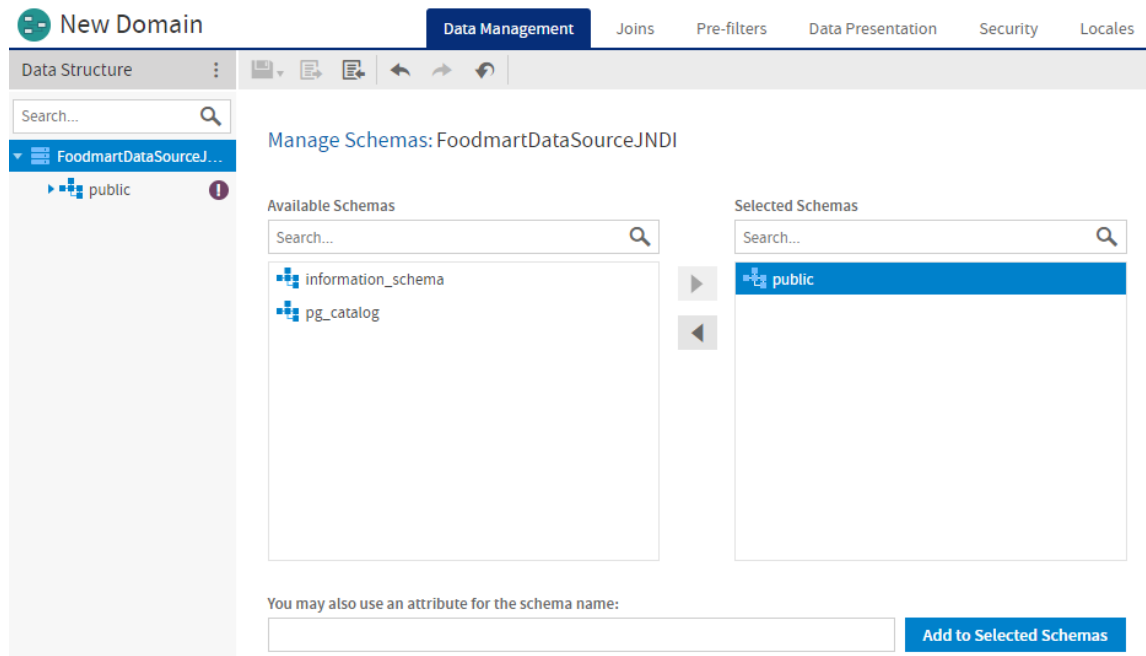 New Domain
Data Management Joins Pre-filters Data Presentation Security Locales
Data Structure
Search...
FoodmartDataSourceJ...
public
Manage Schemas: FoodmartDataSourceJNDI
Available Schemas
Search...
information_schema
pg_catalog
Selected Schemas
Search...
public
You may also use an attribute for the schema name:
Add to Selected Schemas